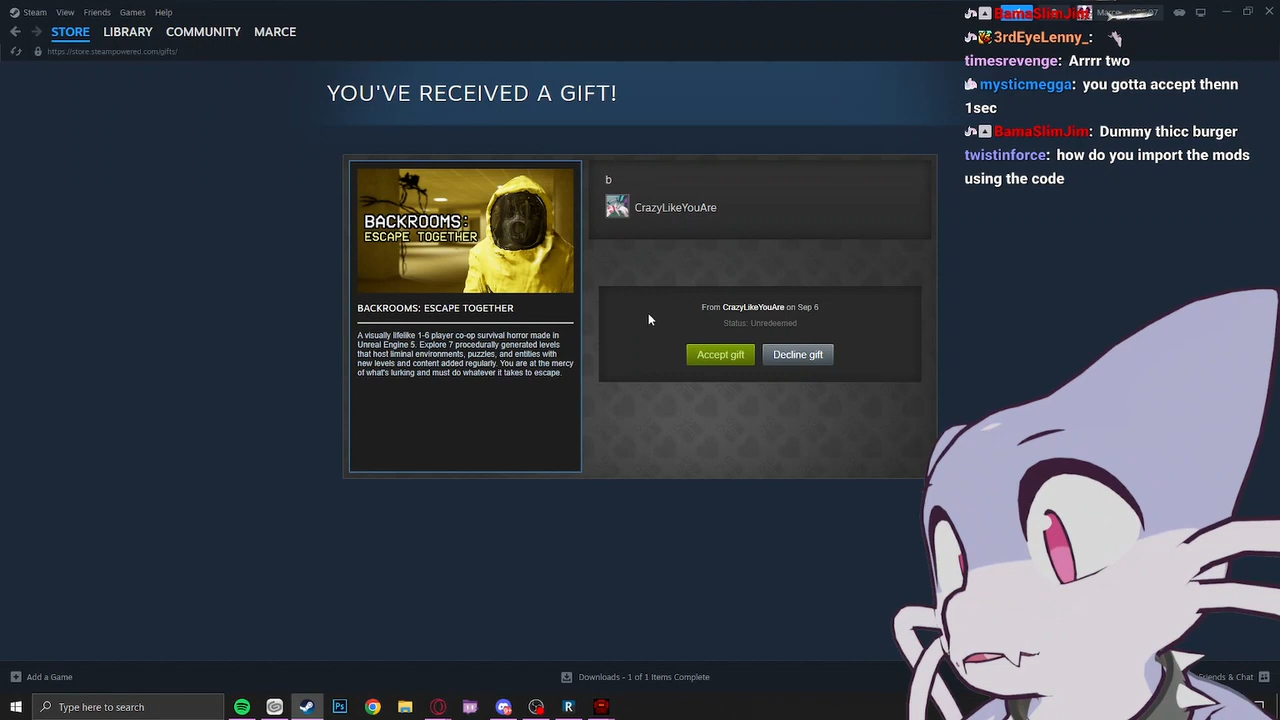 Steam View Friends Games Help
STORE LIBRARY COMMUNITY MARCE
https://store.steampowered.com/gifts/
YOU'VE RECEIVED A GIFT!
BACKROOMS:
ESCAPE TOGETHER
BACKROOMS: ESCAPE TOGETHER
A visually lifelike 1-6 player co-op survival horror made in
Unreal Engine 5. Explore 7 procedurally generated levels
that host liminal environments, puzzles, and entities with
new levels and content added regularly. You are at the mercy
of what's lurking and must do whatever it takes to escape.
b
CrazyLikeYouAre
From CrazyLikeYouAre on Sep 6
Status: Unredeemed
Accept gift Decline gift
BamaSlimJim:
3rdEyeLenny_:
timesrevenge: Arrrr two
mysticmegga: you gotta accept thenn
1sec
BamaSlimJim: Dummy thicc burger
twistinforce: how do you import the mods
using the code
Add a Game
Downloads - 1 of 1 Items Complete
Friends & Chat
Type here to search